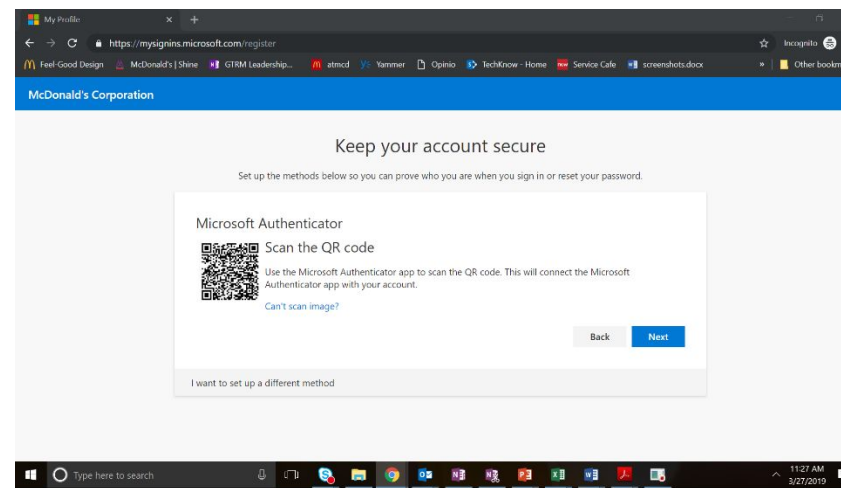 My Profile
https://mysignins.microsoft.com/register
Incognito
Feel-Good Design McDonald's | Shine GTRM Leadership... atmcd Yammer Opinio TechKnow - Home Service Cafe screenshots.docx » Other bookm
McDonald's Corporation
Keep your account secure
Set up the methods below so you can prove who you are when you sign in or reset your password.
Microsoft Authenticator
Scan the QR code
Use the Microsoft Authenticator app to scan the QR code. This will connect the Microsoft
Authenticator app with your account.
Can't scan image?
Back Next
I want to set up a different method
Type here to search
11:27 AM
3/27/2019